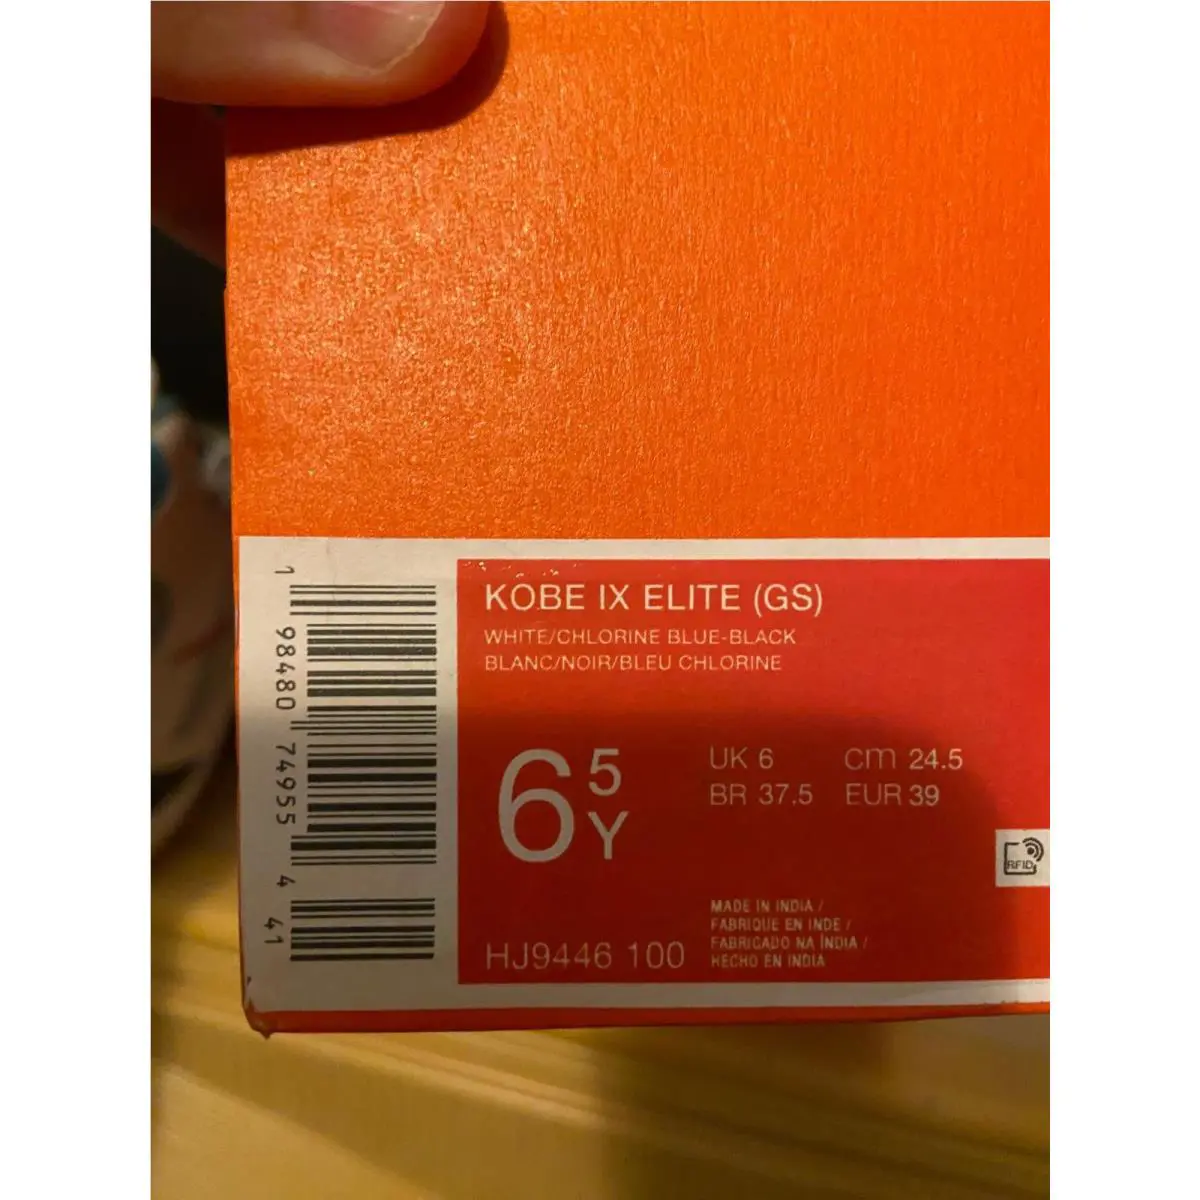 KOBE IX ELITE (GS)
WHITE/CHLORINE BLUE-BLACK
BLANC/NOIR/BLEU CHLORINE
6 5 Y
UK 6 cm 24.5
BR 37.5 EUR 39
RFID
MADE IN INDIA /
FABRIQUE EN INDE /
FABRICADO NA ÍNDIA /
HECHO EN INDIA
HJ9446 100
1 98480 74955 4 41